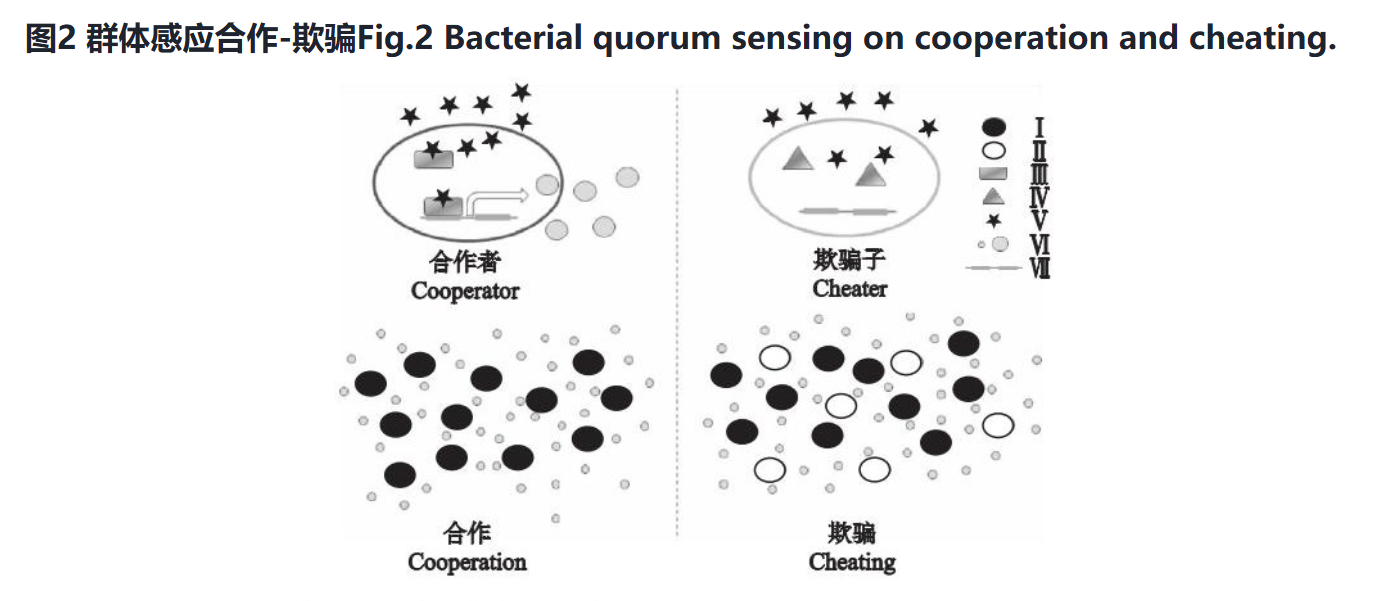 图2 群体感应合作-欺骗Fig.2 Bacterial quorum sensing on cooperation and cheating.
合作者
Cooperator
欺骗子
Cheater
Ⅰ
Ⅱ
Ⅲ
Ⅳ
Ⅴ
Ⅵ
Ⅶ
合作
Cooperation
欺骗
Cheating